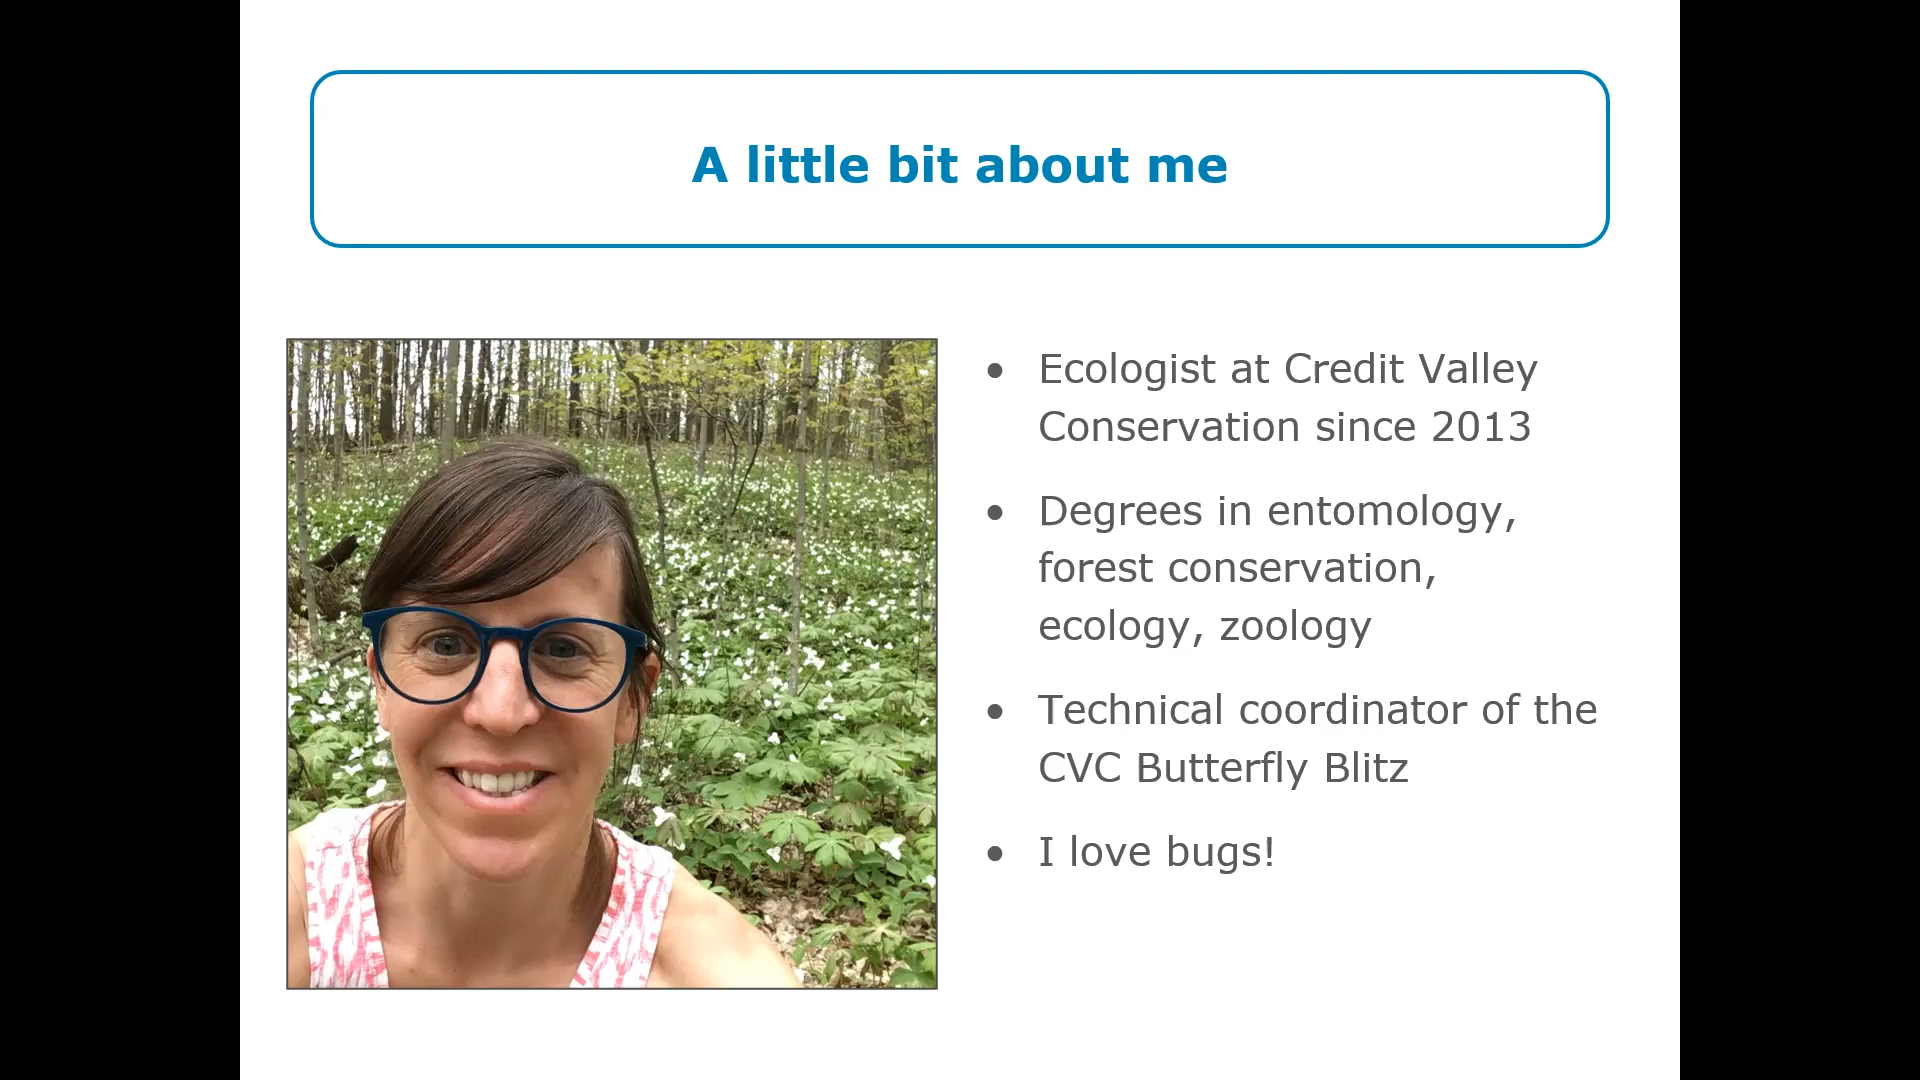 A little bit about me
• Ecologist at Credit Valley
Conservation since 2013
• Degrees in entomology,
forest conservation,
ecology, zoology
• Technical coordinator of the
CVC Butterfly Blitz
• I love bugs!